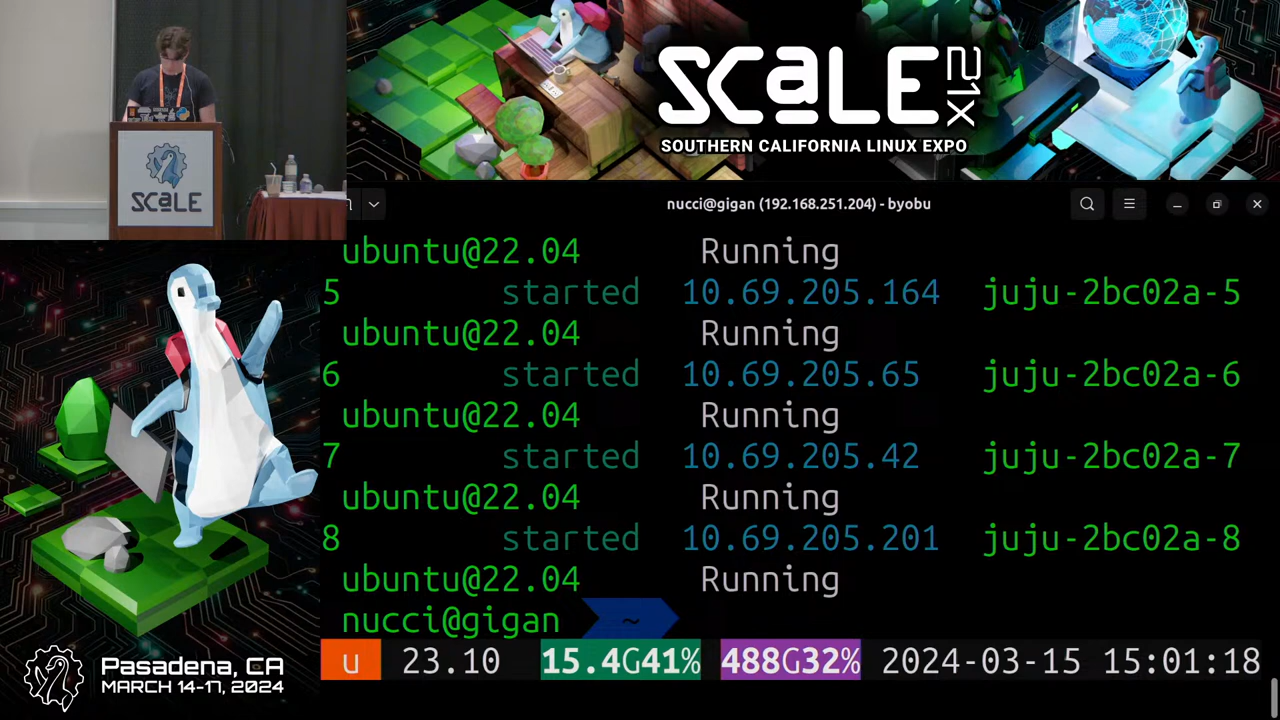 SCaLE 21X
SOUTHERN CALIFORNIA LINUX EXPO
SCaLE
nucci@gigan (192.168.251.204) - byobu
ubuntu@22.04 Running
5 started 10.69.205.164 juju-2bc02a-5
ubuntu@22.04 Running
6 started 10.69.205.65 juju-2bc02a-6
ubuntu@22.04 Running
7 started 10.69.205.42 juju-2bc02a-7
ubuntu@22.04 Running
8 started 10.69.205.201 juju-2bc02a-8
ubuntu@22.04 Running
nucci@gigan ~
u 23.10 15.4G41% 488G32% 2024-03-15 15:01:18
Pasadena, CA
MARCH 14-17, 2024